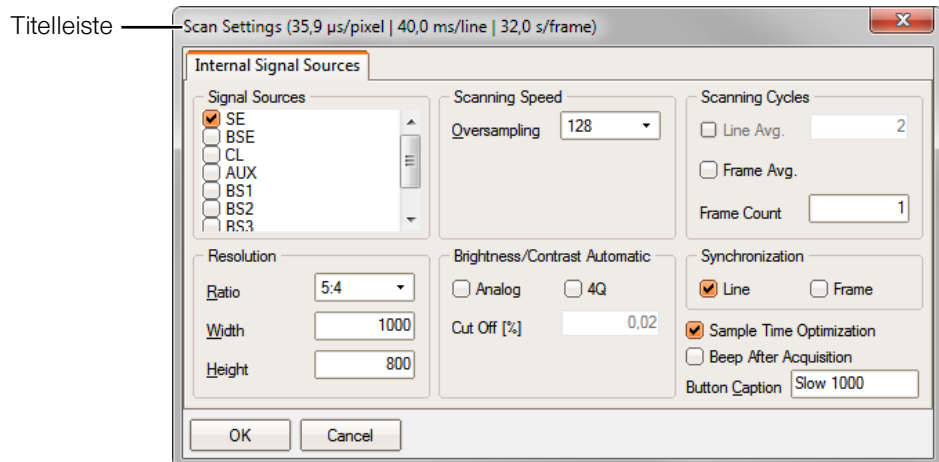 Titelleiste
Scan Settings (35,9 µs/pixel | 40,0 ms/line | 32,0 s/frame)
Internal Signal Sources
Signal Sources
SE
BSE
CL
AUX
BS1
BS2
BS3
Scanning Speed
Oversampling 128
Scanning Cycles
Line Avg. 2
Frame Avg.
Frame Count 1
Resolution
Ratio 5:4
Width 1000
Height 800
Brightness/Contrast Automatic
Analog 4Q
Cut Off [%] 0,02
Synchronization
Line Frame
Sample Time Optimization
Beep After Acquisition
Button Caption Slow 1000
OK Cancel